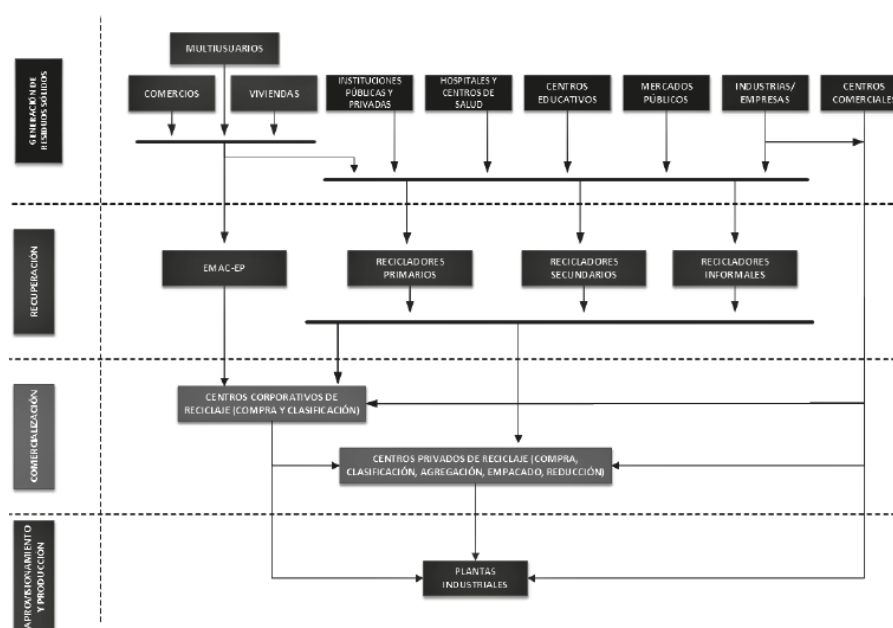 GENERACIÓN DE
RESIDUOS SÓLIDOS
MULTIUSUARIOS
COMERCIOS
VIVIENDAS
INSTITUCIONES
PÚBLICAS Y
PRIVADAS
HOSPITALES Y
CENTROS DE
SALUD
CENTROS
EDUCATIVOS
MERCADOS
PÚBLICOS
INDUSTRIAS/
EMPRESAS
CENTROS
COMERCIALES
RECUPERACIÓN
EMAC-EP
RECICLADORES
PRIMARIOS
RECICLADORES
SECUNDARIOS
RECICLADORES
INFORMALES
COMERCIALIZACIÓN
CENTROS CORPORATIVOS DE
RECICLAJE (COMPRA Y CLASIFICACIÓN)
CENTROS PRIVADOS DE RECICLAJE (COMPRA,
CLASIFICACIÓN, AGREGACIÓN, EMPACADO, REDUCCIÓN)
APROVISIONAMIENTO
Y PRODUCCIÓN
PLANTAS
INDUSTRIALES